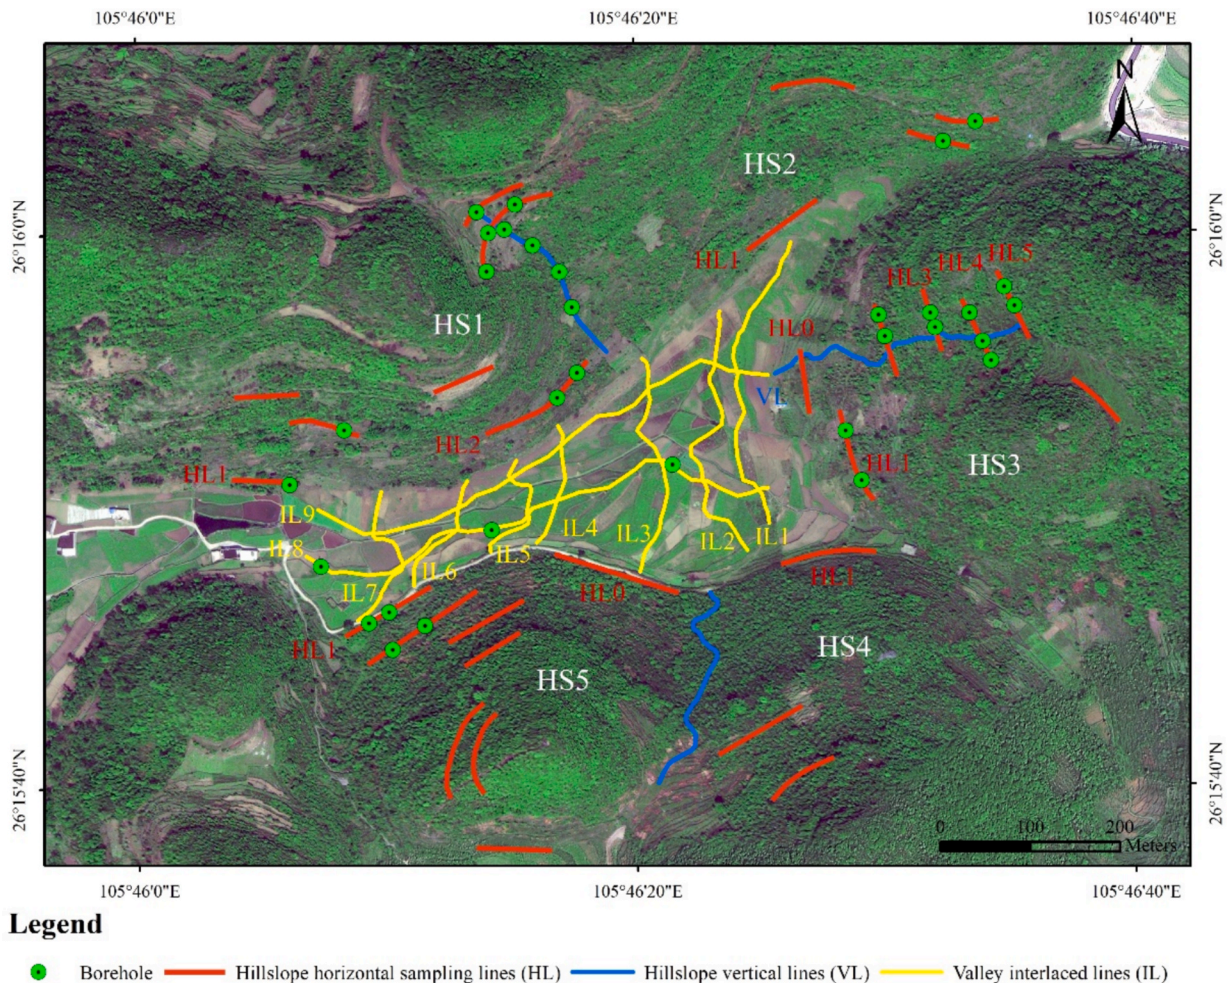 105°46'0"E 105°46'20"E 105°46'40"E
N
HS2
26°16'0"N 26°16'0"N
HL1 HL3 HL4 HL5
HS1 HL0
VL
HL2
HL1 HL1 HS3
IL9
IL8 IL5 IL4 IL3 IL2 IL1
IL7 IL6
HL0 HL1
HL1
HS5 HS4
26°15'40"N 26°15'40"N
0 100 200
Meters
105°46'0"E 105°46'20"E 105°46'40"E
Legend
Borehole Hillslope horizontal sampling lines (HL) Hillslope vertical lines (VL) Valley interlaced lines (IL)